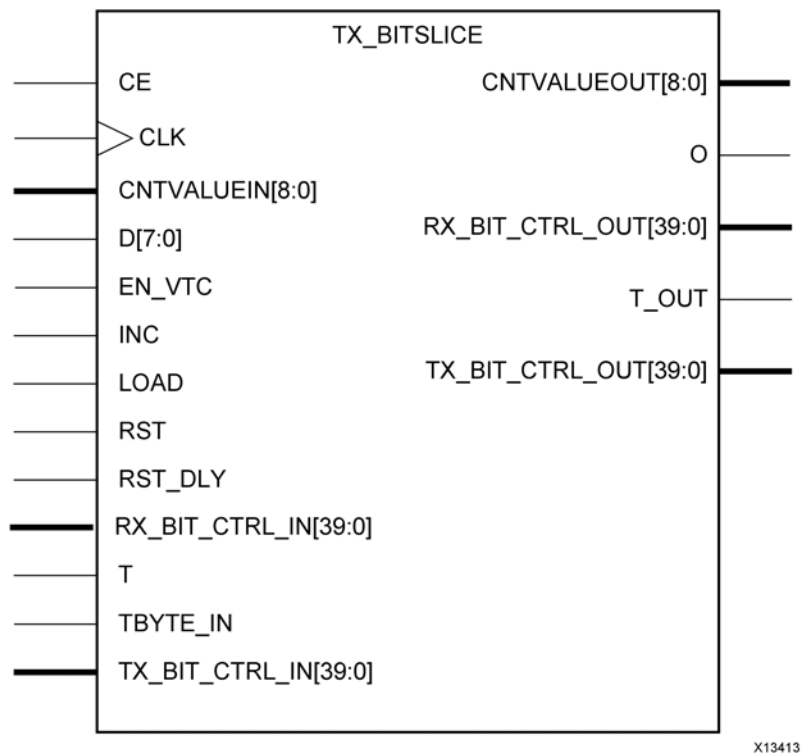 TX_BITSLICE
CE
CLK
CNTVALUEIN[8:0]
D[7:0]
EN_VTC
INC
LOAD
RST
RST_DLY
RX_BIT_CTRL_IN[39:0]
T
TBYTE_IN
TX_BIT_CTRL_IN[39:0]
CNTVALUEOUT[8:0]
O
RX_BIT_CTRL_OUT[39:0]
T_OUT
TX_BIT_CTRL_OUT[39:0]
X13413